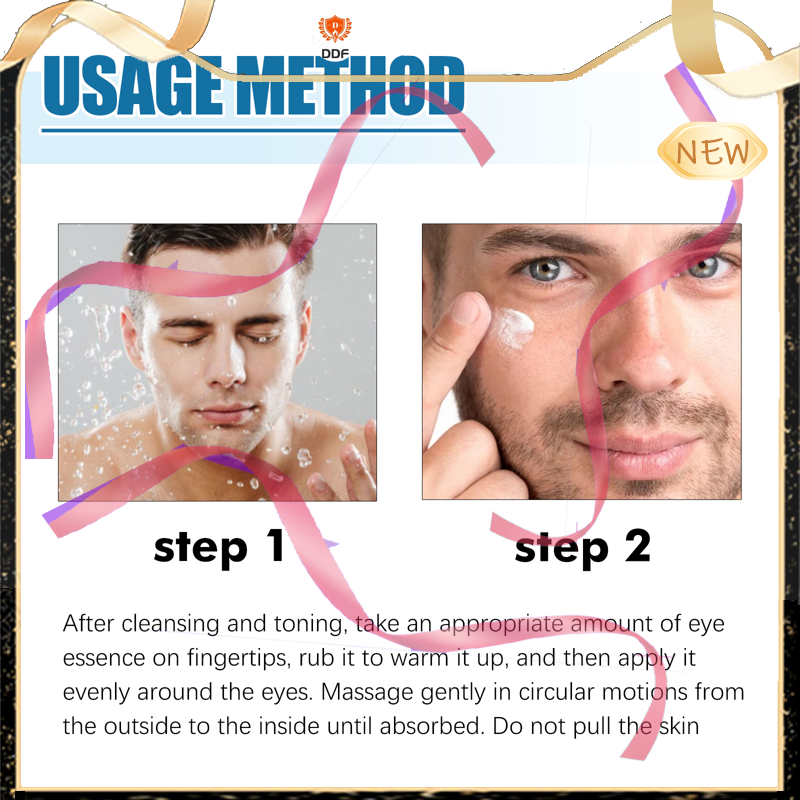 DDF
USAGE METHOD
NEW
step 1
step 2
After cleansing and toning, take an appropriate amount of eye
essence on fingertips, rub it to warm it up, and then apply it
evenly around the eyes. Massage gently in circular motions from
the outside to the inside until absorbed. Do not pull the skin